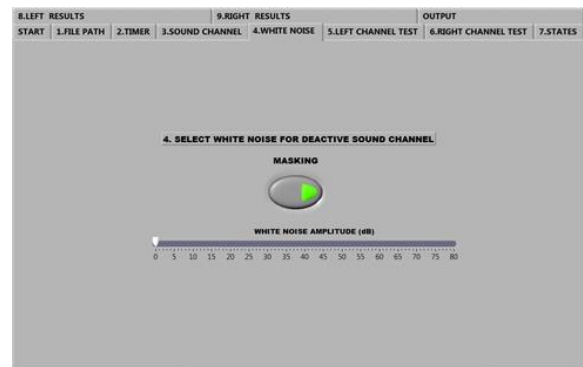 8.LEFT RESULTS 9.RIGHT RESULTS OUTPUT
START 1.FILE PATH 2.TIMER 3.SOUND CHANNEL 4.WHITE NOISE 5.LEFT CHANNEL TEST 6.RIGHT CHANNEL TEST 7.STATES
4. SELECT WHITE NOISE FOR DEACTIVE SOUND CHANNEL
MASKING
WHITE NOISE AMPLITUDE (dB)
0 5 10 15 20 25 30 35 40 45 50 55 60 65 70 75 80